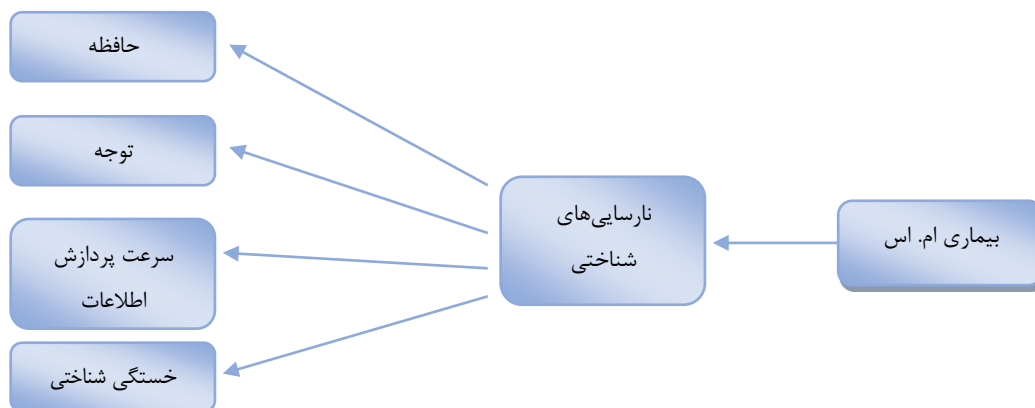 بیماری ام. اس
نارسایی‌های
شناختی
حافظه
توجه
سرعت پردازش
اطلاعات
خستگی شناختی